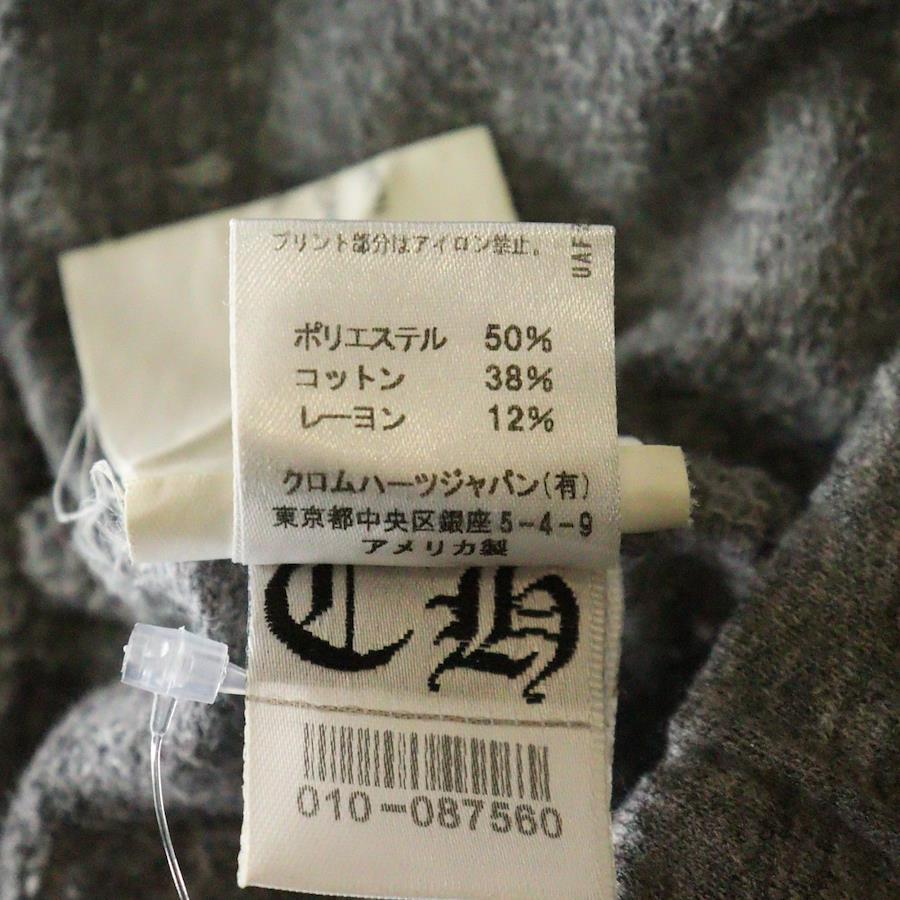 プリント部分はアイロン禁止。
UAF
ポリエステル 50%
コットン 38%
レーヨン 12%
クロムハーツジャパン(有)
東京都中央区銀座5-4-9
アメリカ製
CH
010-087560